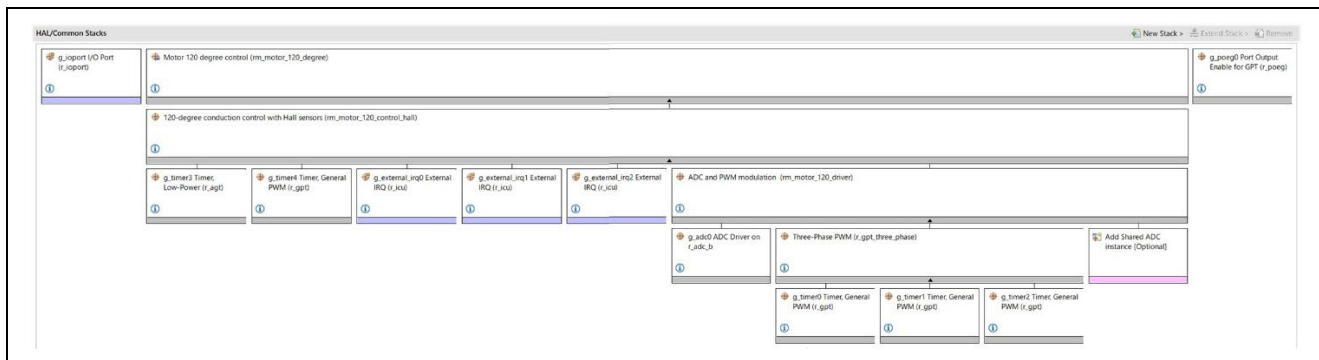 HAL/Common Stacks
New Stack >
Extend Stack >
Remove
g_ioport I/O Port
(r_ioport)
Motor 120 degree control (rm_motor_120_degree)
g_poeg0 Port Output
Enable for GPT (r_poeg)
120-degree conduction control with Hall sensors (rm_motor_120_control_hall)
g_timer3 Timer,
Low-Power (r_agt)
g_timer4 Timer, General
PWM (r_gpt)
g_external_irq0 External
IRQ (r_icu)
g_external_irq1 External
IRQ (r_icu)
g_external_irq2 External
IRQ (r_icu)
ADC and PWM modulation (rm_motor_120_driver)
g_adc0 ADC Driver on
r_adc_b
Three-Phase PWM (r_gpt_three_phase)
Add Shared ADC
instance [Optional]
g_timer0 Timer, General
PWM (r_gpt)
g_timer1 Timer, General
PWM (r_gpt)
g_timer2 Timer, General
PWM (r_gpt)